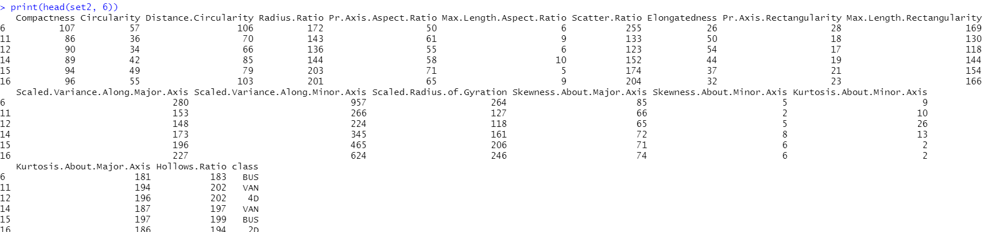 > print(head(set2, 6))
   Compactness Circularity Distance.Circularity Radius.Ratio Pr.Axis.Aspect.Ratio Max.Length.Aspect.Ratio Scatter.Ratio Elongatedness Pr.Axis.Rectangularity Max.Length.Rectangularity
6          107          57                  106          172                   50                       6           255            26                     28                       169
11          86          36                   70          143                   61                       9           133            50                     18                       130
12          90          34                   66          136                   55                       6           123            54                     17                       118
14          89          42                   85          144                   58                      10           152            44                     19                       144
15          94          49                   79          203                   71                       5           174            37                     21                       154
16          96          55                  103          201                   65                       9           204            32                     23                       166
   Scaled.Variance.Along.Major.Axis Scaled.Variance.Along.Minor.Axis Scaled.Radius.of.Gyration Skewness.About.Major.Axis Skewness.About.Minor.Axis Kurtosis.About.Minor.Axis
6                               280                              957                       264                        85                         5                         9
11                              153                              266                       127                        66                         2                        10
12                              148                              224                       118                        65                         5                        26
14                              173                              345                       161                        72                         8                        13
15                              196                              465                       206                        71                         6                         2
16                              227                              624                       246                        74                         6                         2
   Kurtosis.About.Major.Axis Hollows.Ratio class
6                        181           183   BUS
11                       194           202   VAN
12                       196           202    4D
14                       187           197   VAN
15                       197           199   BUS
16                       186           194    2D